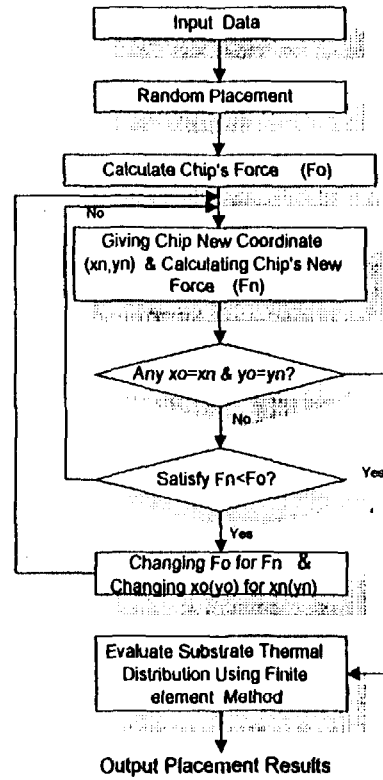 Input Data
Random Placement
Calculate Chip's Force (Fo)
No
Giving Chip New Coordinate
(xn,yn) & Calculating Chip's New
Force (Fn)
Any xo=xn & yo=yn?
No
Satisfy Fn<Fo?
Yes
Yes
Changing Fo for Fn &
Changing xo(yo) for xn(yn)
Evaluate Substrate Thermal
Distribution Using Finite
element Method
Output Placement Results